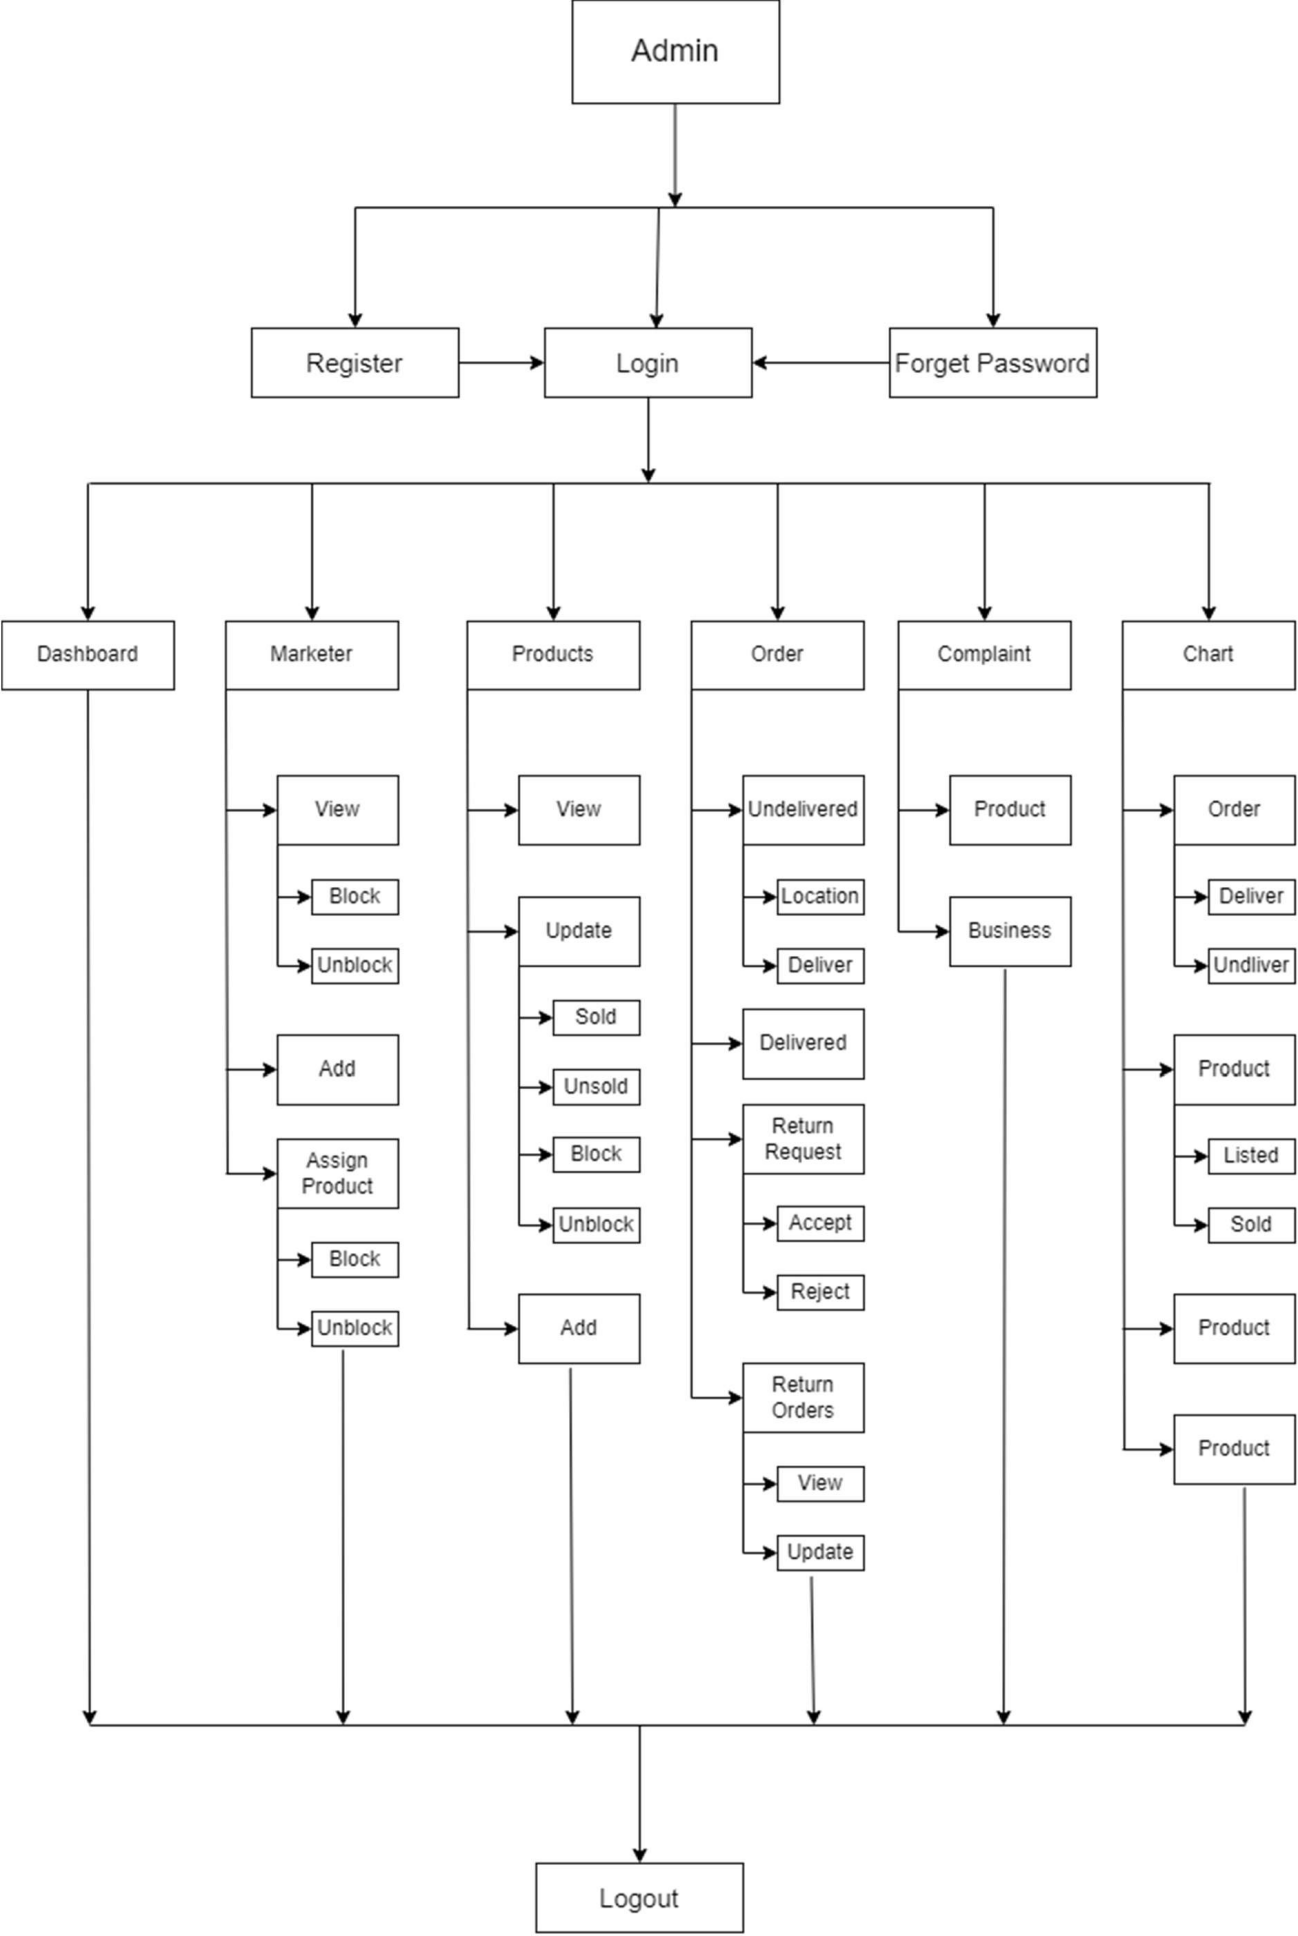 Admin
Register
Login
Forget Password
Dashboard
Marketer
Products
Order
Complaint
Chart
View
Block
Unblock
Add
Assign
Product
Block
Unblock
View
Update
Sold
Unsold
Block
Unblock
Add
Undelivered
Location
Deliver
Delivered
Return
Request
Accept
Reject
Return
Orders
View
Update
Product
Business
Order
Deliver
Undliver
Product
Listed
Sold
Product
Product
Logout